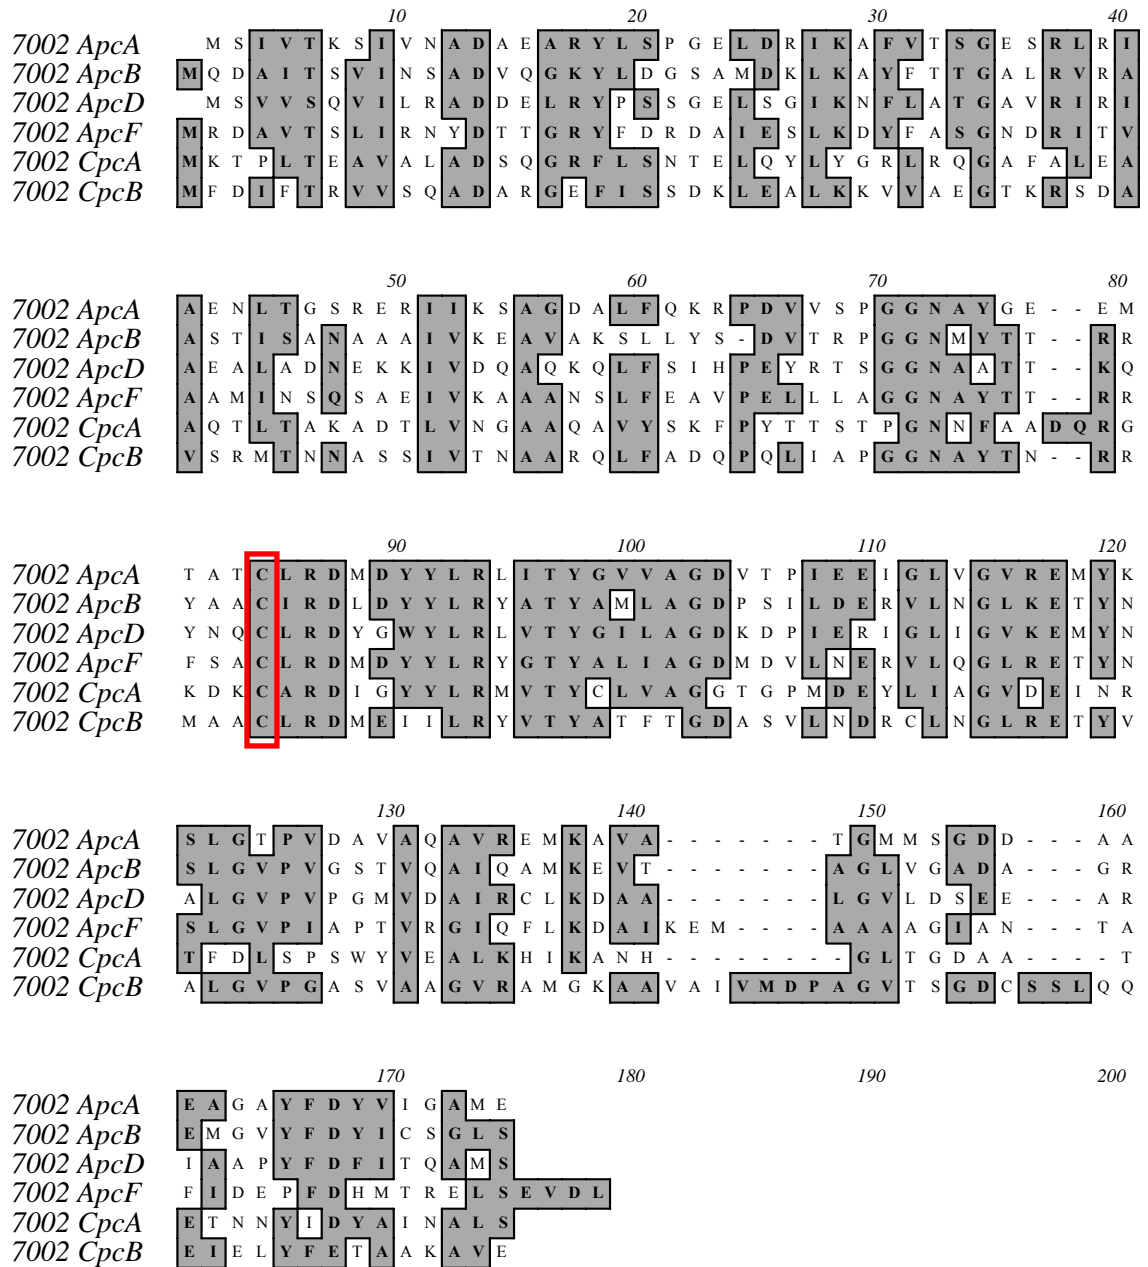 10 20 30 40
7002 ApcA M S I V T K S I V N A D A E A R Y L S P G E L D R I K A F V T S G E S R L R I
7002 ApcB M Q D A I T S V I N S A D V Q G K Y L D G S A M D K L K A Y F T T G A L R V R A
7002 ApcD M S V V S Q V I L R A D D E L R Y P S S G E L S G I K N F L A T G A V R I R I
7002 ApcF M R D A V T S L I R N Y D T T G R Y F D R D A I E S L K D Y F A S G N D R I T V
7002 CpcA M K T P L T E A V A L A D S Q G R F L S N T E L Q Y L Y G R L R Q G A F A L E A
7002 CpcB M F D I F T R V V S Q A D A R G E F I S S D K L E A L K K V V A E G T K R S D A
50 60 70 80
7002 ApcA A E N L T G S R E R I I K S A G D A L F Q K R P D V V S P G G N A Y G E - - E M
7002 ApcB A S T I S A N A A A I V K E A V A K S L L Y S - D V T R P G G N M Y T T - - R R
7002 ApcD A E A L A D N E K K I V D Q A Q K Q L F S I H P E Y R T S G G N A A T T - - K Q
7002 ApcF A A M I N S Q S A E I V K A A A N S L F E A V P E L L L A G G N A Y T T - - R R
7002 CpcA A Q T L T A K A D T L V N G A A Q A V Y S K F P Y T T S T P G N N F A A D Q R G
7002 CpcB V S R M T N N A S S I V T N A A R Q L F A D Q P Q L I A P G G N A Y T N - - R R
90 100 110 120
7002 ApcA T A T C L R D M D Y Y L R L I T Y G V V A G D V T P I E E I G L V G V R E M Y K
7002 ApcB Y A A C I R D L D Y Y L R Y A T Y A M L A G D P S I L D E R V L N G L K E T Y N
7002 ApcD Y N Q C L R D Y G W Y L R L V T Y G I L A G D K D P I E R I G L I G V K E M Y N
7002 ApcF F S A C L R D M D Y Y L R Y G T Y A L I A G D M D V L N E R V L Q G L R E T Y N
7002 CpcA K D K C A R D I G Y Y L R M V T Y C L V A G G T G P M D E Y L I A G V D E I N R
7002 CpcB M A A C L R D M E I I L R Y V T Y A T F T G D A S V L N D R C L N G L R E T Y V
130 140 150 160
7002 ApcA S L G T P V D A V A Q A V R E M K A V A - - - - - - - T G M M S G D D - - - A A
7002 ApcB S L G V P V G S T V Q A I Q A M K E V T - - - - - - - A G L V G A D A - - - G R
7002 ApcD A L G V P V P G M V D A I R C L K D A A - - - - - - - L G V L D S E E - - - A R
7002 ApcF S L G V P I A P T V R G I Q F L K D A I K E M - - - - A A A A G I A N - - - T A
7002 CpcA T F D L S P S W Y V E A L K H I K A N H - - - - - - - - G L T G D A A - - - - T
7002 CpcB A L G V P G A S V A A G V R A M G K A A V A I V M D P A G V T S G D C S S L Q Q
170 180 190 200
7002 ApcA E A G A Y F D Y V I G A M E
7002 ApcB E M G V Y F D Y I C S G L S
7002 ApcD I A A P Y F D F I T Q A M S
7002 ApcF F I D E P F D H M T R E L S E V D L
7002 CpcA E T N N Y I D Y A I N A L S
7002 CpcB E I E L Y F E T A A K A V E